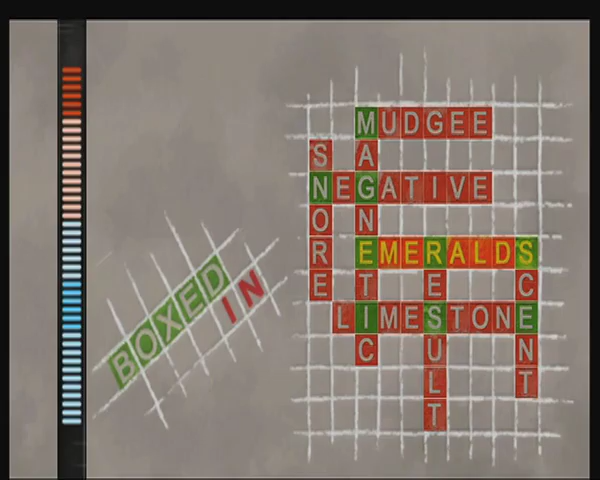 MUDGEE
MAGNETIC
SNORE
NEGATIVE
EMERALDS
RESULT
SCENT
LIMESTONE
BOXED
IN